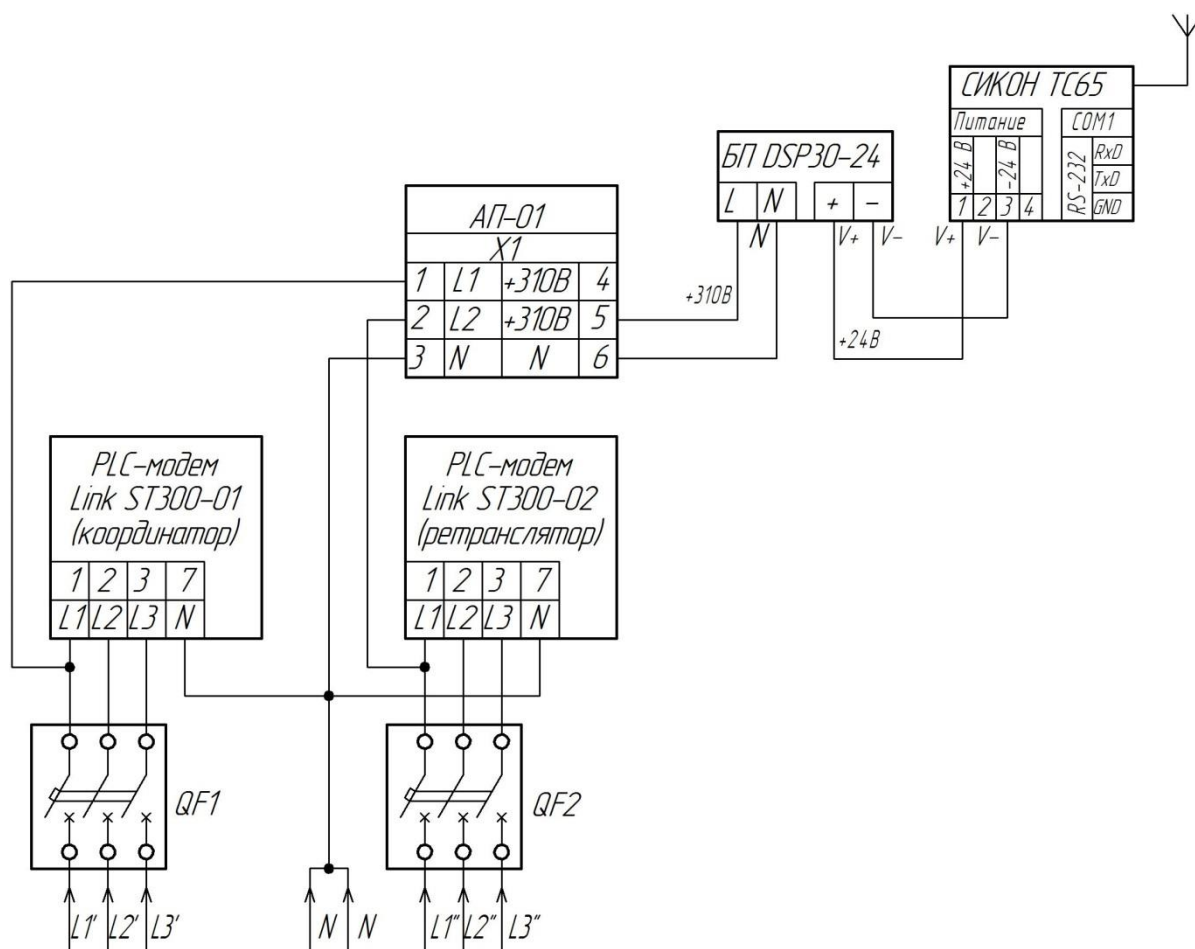 СИКОН ТС65
Питание
COM1
+24 В
-24 В
RS-232
RxD
TxD
GND
1 2 3 4
V+ V-
БП DSP30-24
L N + -
N V+ V-
+310В
+24В
АП-01
X1
1 L1 +310В 4
2 L2 +310В 5
3 N N 6
PLC-модем
Link ST300-01
(координатор)
1 2 3 7
L1 L2 L3 N
PLC-модем
Link ST300-02
(ретранслятор)
1 2 3 7
L1 L2 L3 N
QF1
QF2
L1' L2' L3'
N N
L1" L2" L3"